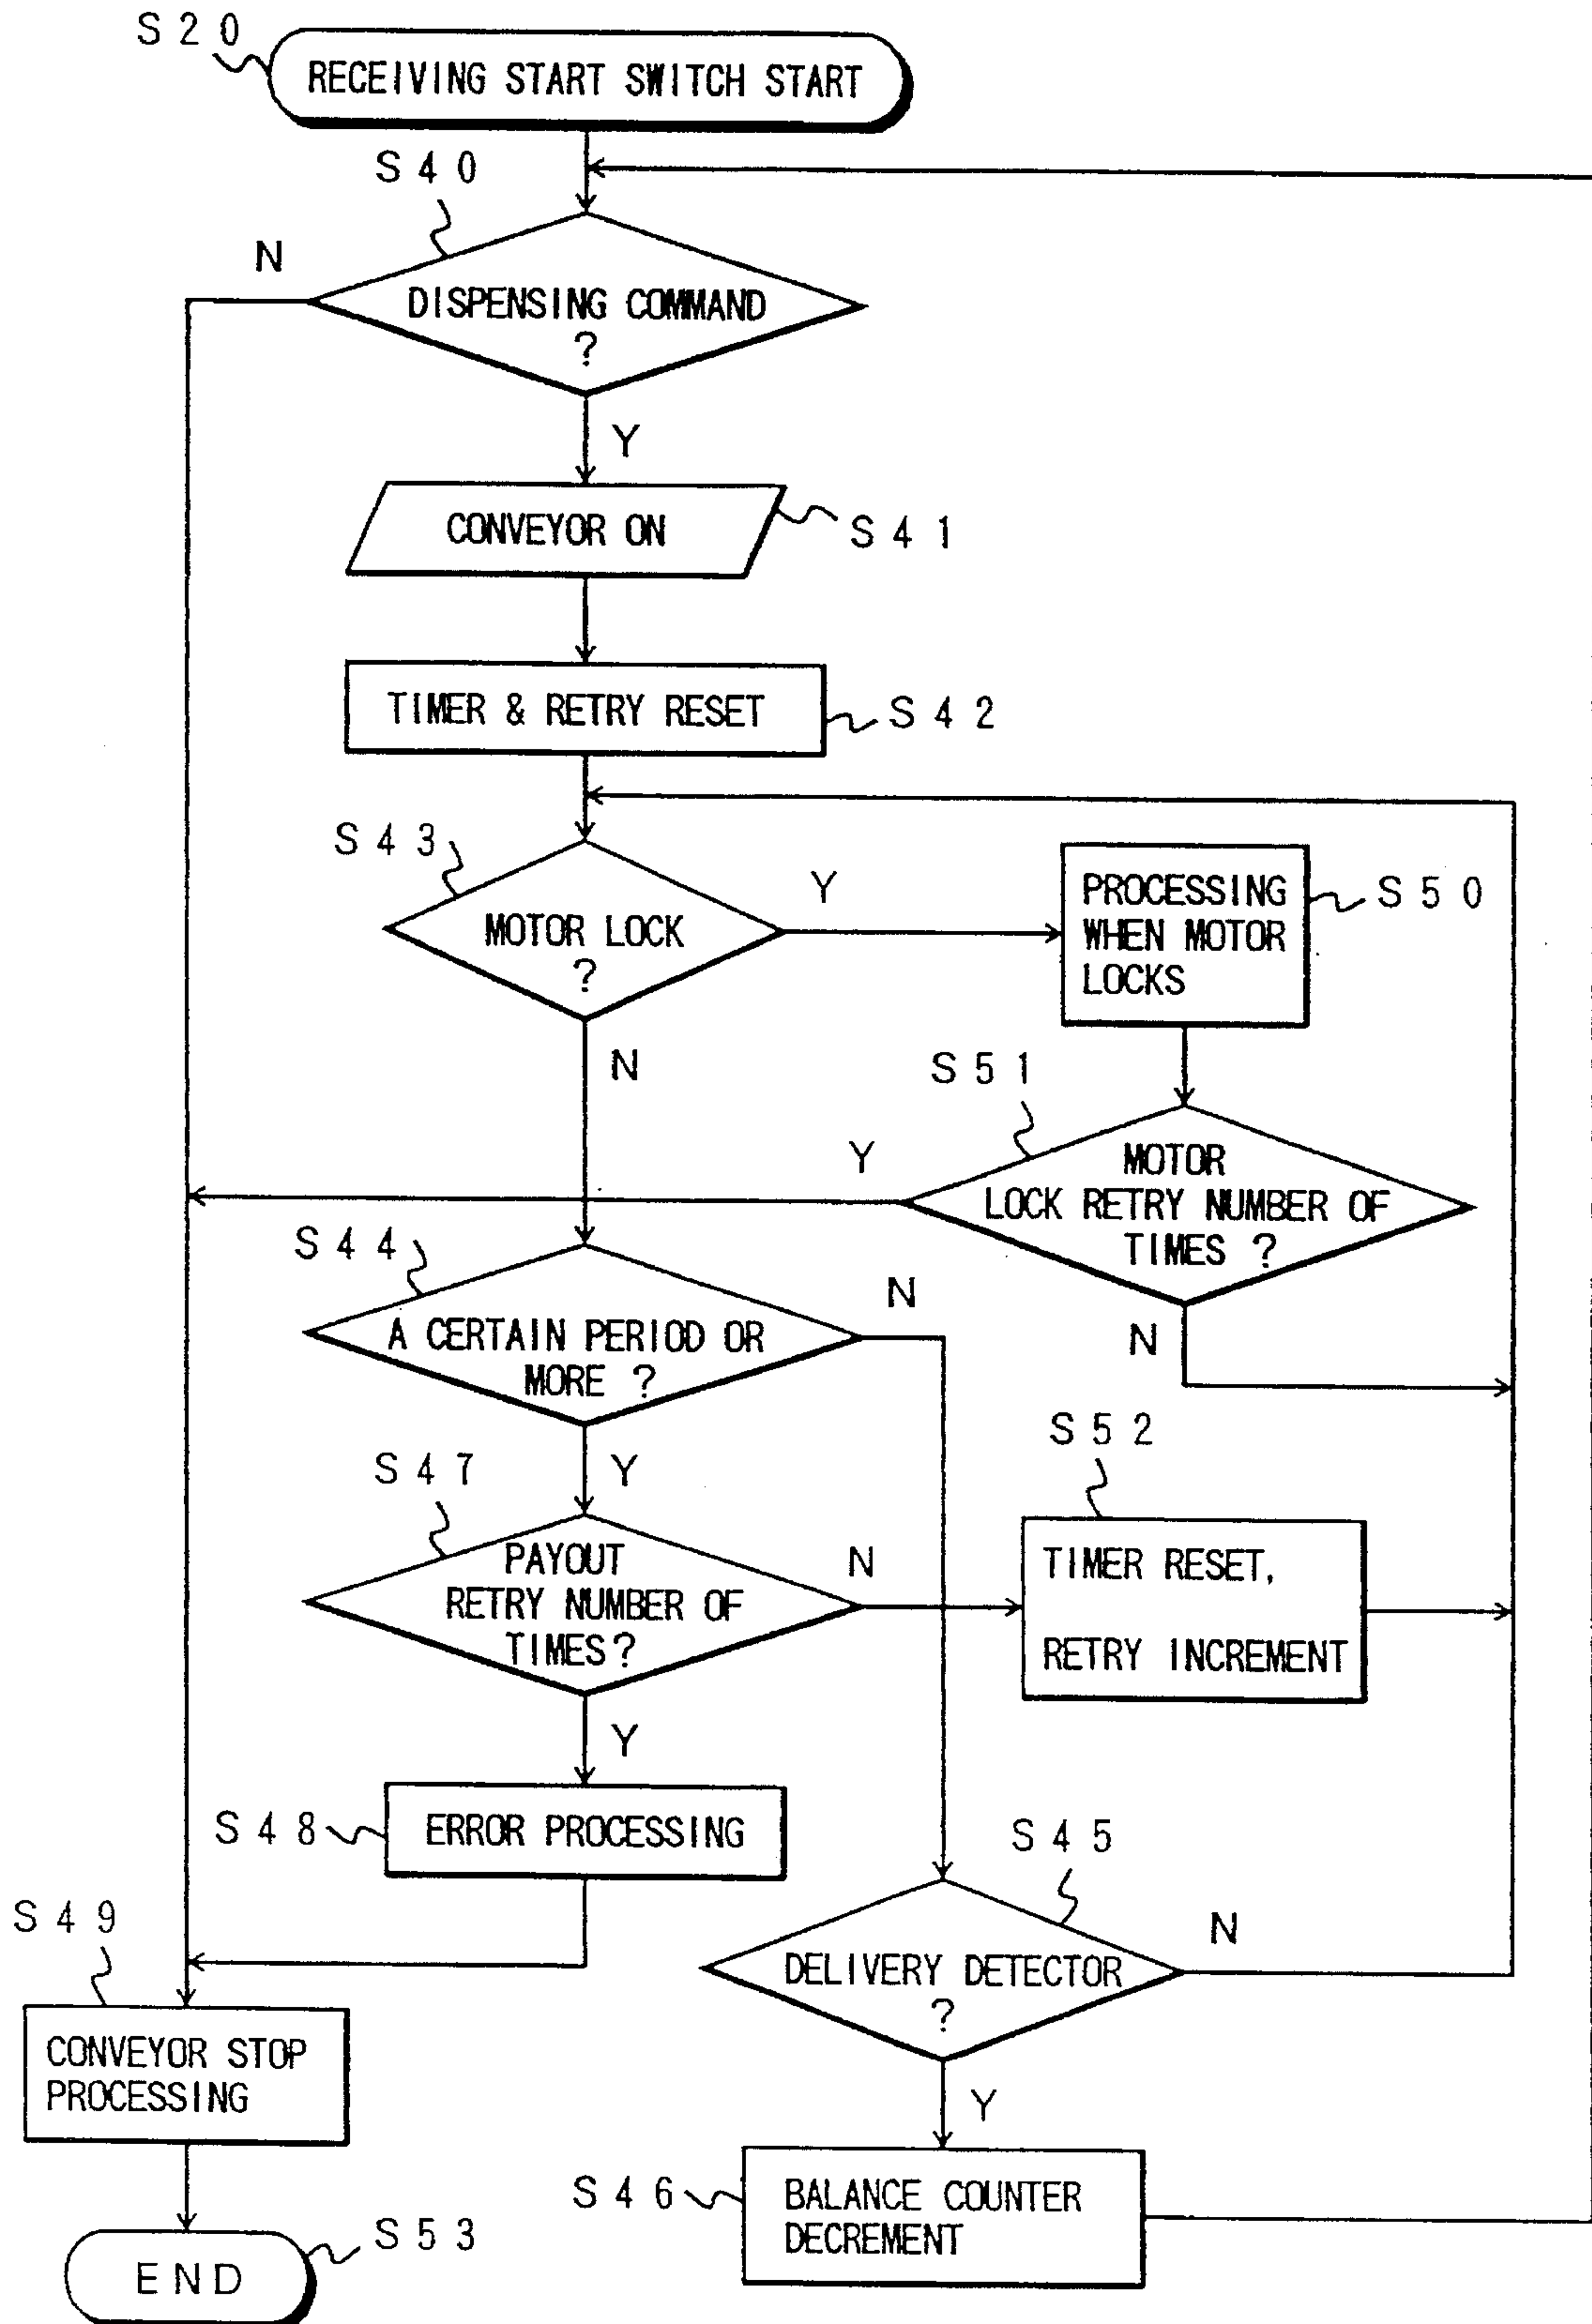 S20
RECEIVING START SWITCH START
S40
N
DISPENSING COMMAND
?
Y
CONVEYOR ON
S41
TIMER & RETRY RESET
S42
S43
MOTOR LOCK
?
Y
PROCESSING
WHEN MOTOR
LOCKS
S50
N
S51
Y
MOTOR
LOCK RETRY NUMBER OF
TIMES ?
N
S44
A CERTAIN PERIOD OR
MORE ?
N
Y
S47
PAYOUT
RETRY NUMBER OF
TIMES?
N
S52
TIMER RESET,
RETRY INCREMENT
Y
S48
ERROR PROCESSING
S45
DELIVERY DETECTOR
?
N
Y
S49
CONVEYOR STOP
PROCESSING
S46
BALANCE COUNTER
DECREMENT
S53
END